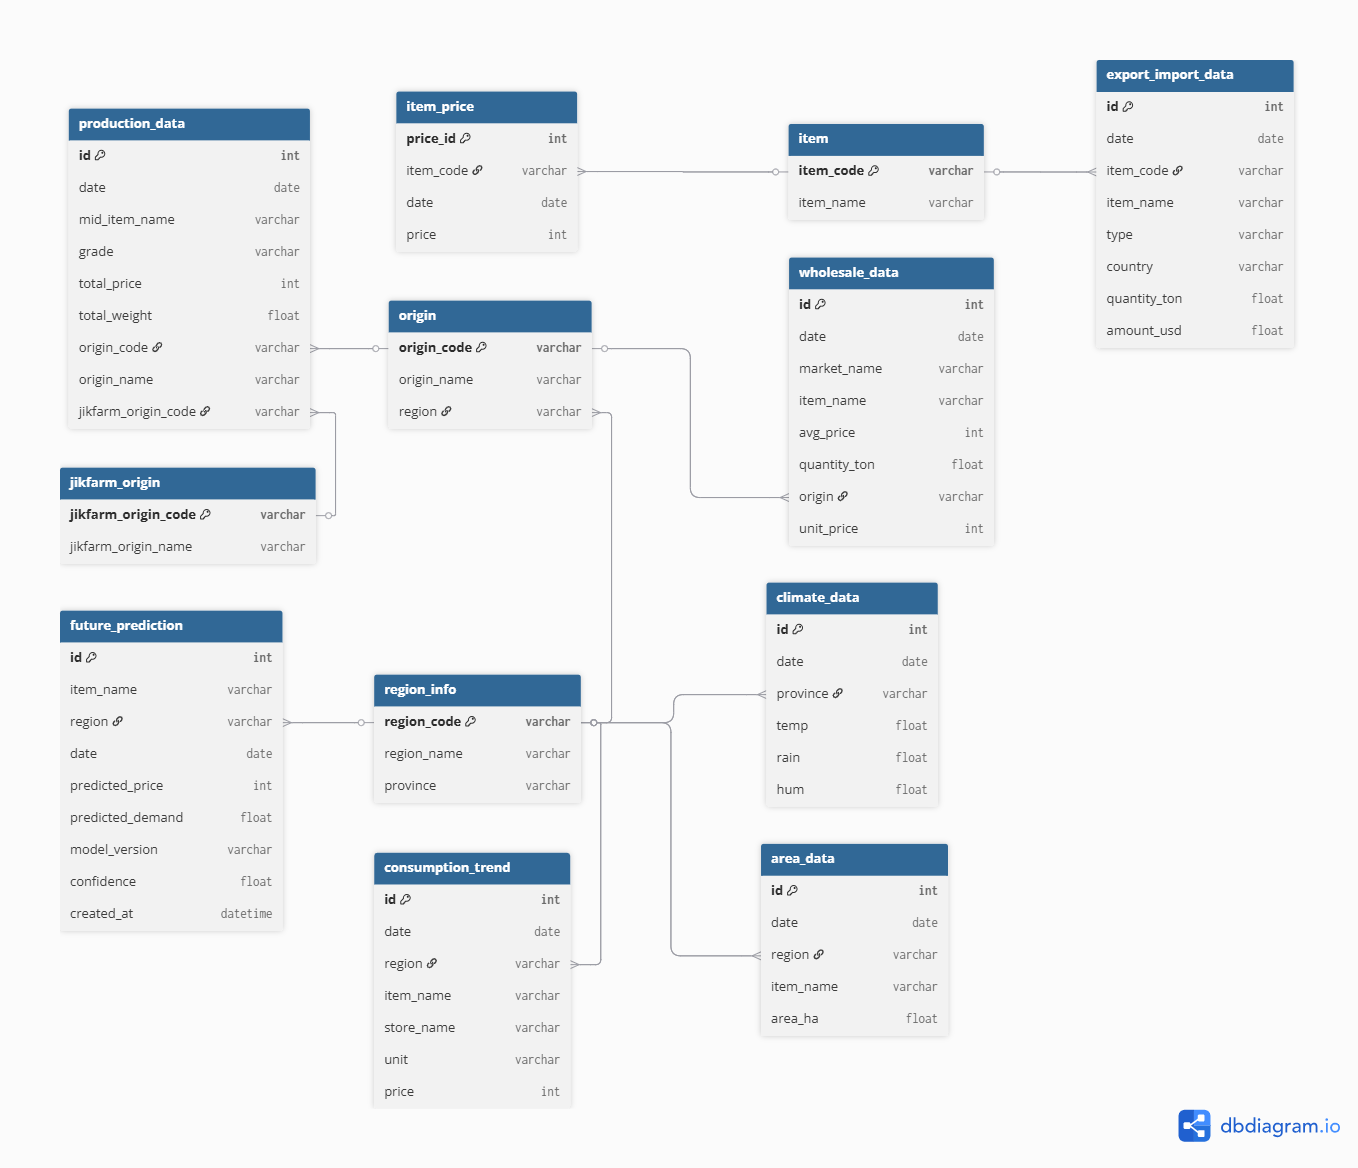 production_data
id int
date date
mid_item_name varchar
grade varchar
total_price int
total_weight float
origin_code varchar
origin_name varchar
jikfarm_origin_code varchar
jikfarm_origin
jikfarm_origin_code varchar
jikfarm_origin_name varchar
future_prediction
id int
item_name varchar
region varchar
date date
predicted_price int
predicted_demand float
model_version varchar
confidence float
created_at datetime
item_price
price_id int
item_code varchar
date date
price int
origin
origin_code varchar
origin_name varchar
region varchar
region_info
region_code varchar
region_name varchar
province varchar
consumption_trend
id int
date date
region varchar
item_name varchar
store_name varchar
unit varchar
price int
item
item_code varchar
item_name varchar
wholesale_data
id int
date date
market_name varchar
item_name varchar
avg_price int
quantity_ton float
origin varchar
unit_price int
climate_data
id int
date date
province varchar
temp float
rain float
hum float
area_data
id int
date date
region varchar
item_name varchar
area_ha float
export_import_data
id int
date date
item_code varchar
item_name varchar
type varchar
country varchar
quantity_ton float
amount_usd float
dbdiagram.io